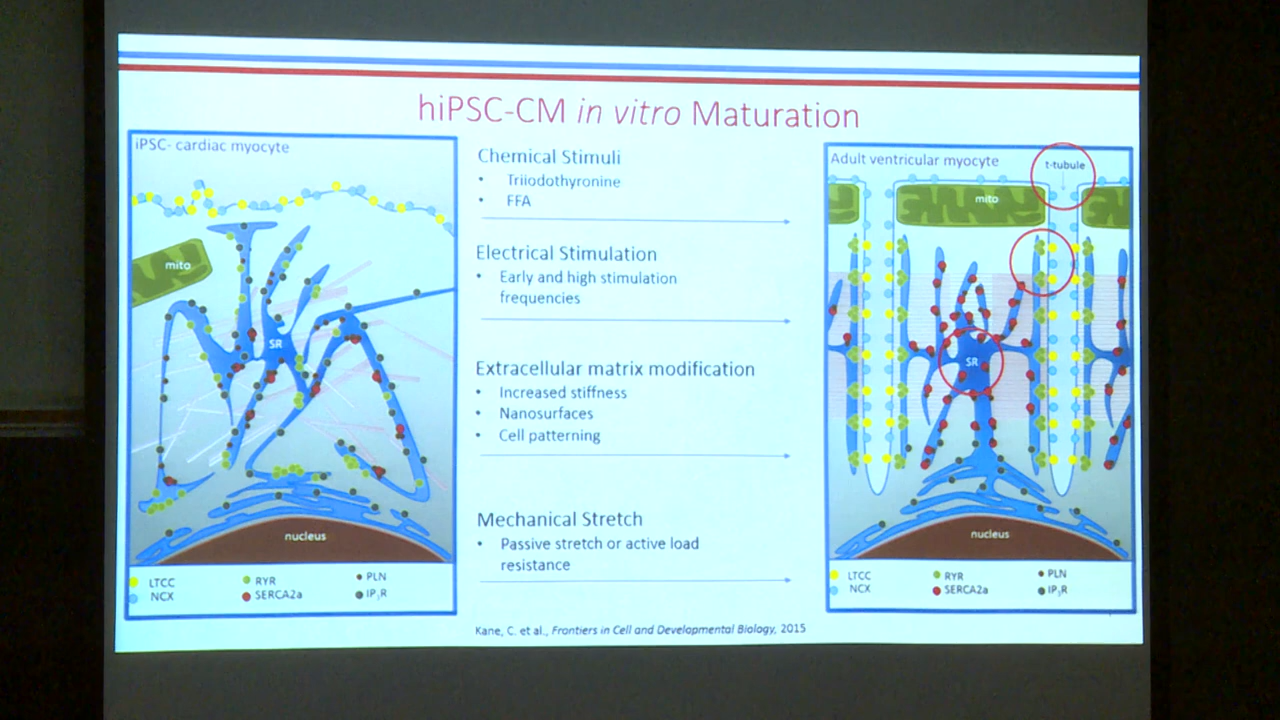 hiPSC-CM in vitro Maturation
iPSC- cardiac myocyte
mito
SR
nucleus
LTCC
NCX
RYR
SERCA2a
PLN
IP₃R
Chemical Stimuli
• Triiodothyronine
• FFA
Electrical Stimulation
• Early and high stimulation
frequencies
Extracellular matrix modification
• Increased stiffness
• Nanosurfaces
• Cell patterning
Mechanical Stretch
• Passive stretch or active load
resistance
Adult ventricular myocyte
t-tubule
mito
SR
nucleus
LTCC
NCX
RYR
SERCA2a
PLN
IP₃R
Kane, C. et al., Frontiers in Cell and Developmental Biology, 2015